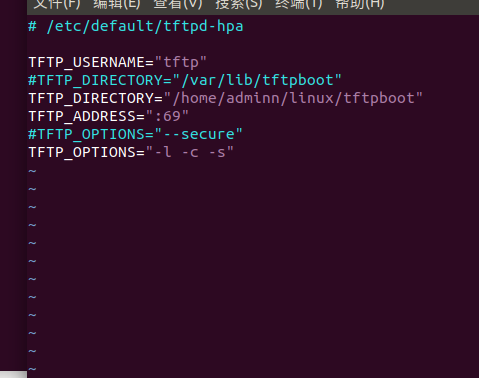 文件(F) 编辑(E) 查看(V) 搜索(S) 终端(T) 帮助(H)
# /etc/default/tftpd-hpa
TFTP_USERNAME="tftp"
#TFTP_DIRECTORY="/var/lib/tftpboot"
TFTP_DIRECTORY="/home/adminn/linux/tftpboot"
TFTP_ADDRESS=":69"
#TFTP_OPTIONS="--secure"
TFTP_OPTIONS="-l -c -s"
~
~
~
~
~
~
~
~
~
~
~
~